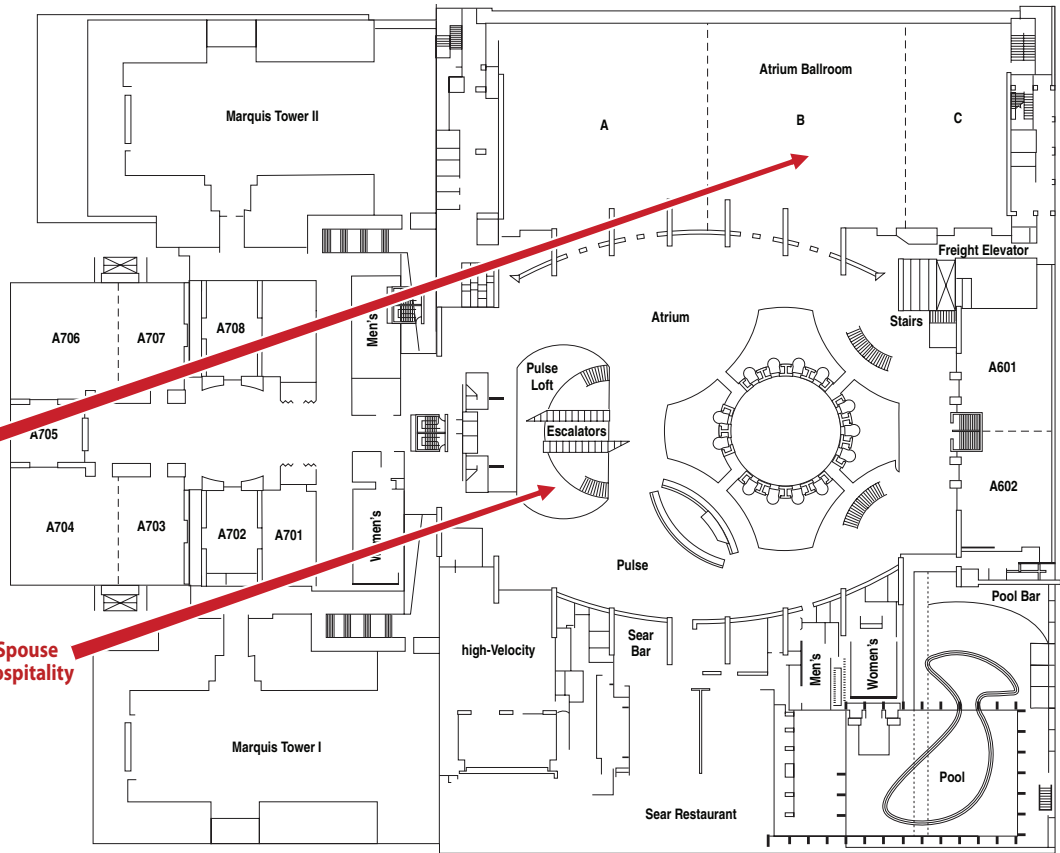 Atrium Ballroom
Marquis Tower II
A
B
C
Freight Elevator
Atrium
Stairs
A706
A707
A708
Men's
Pulse
Loft
A601
Escalators
A705
A602
A704
A703
A702
A701
Women's
Pulse
Pool Bar
Spouse
Hospitality
high-Velocity
Sear
Bar
Men's
Women's
Marquis Tower I
Pool
Sear Restaurant